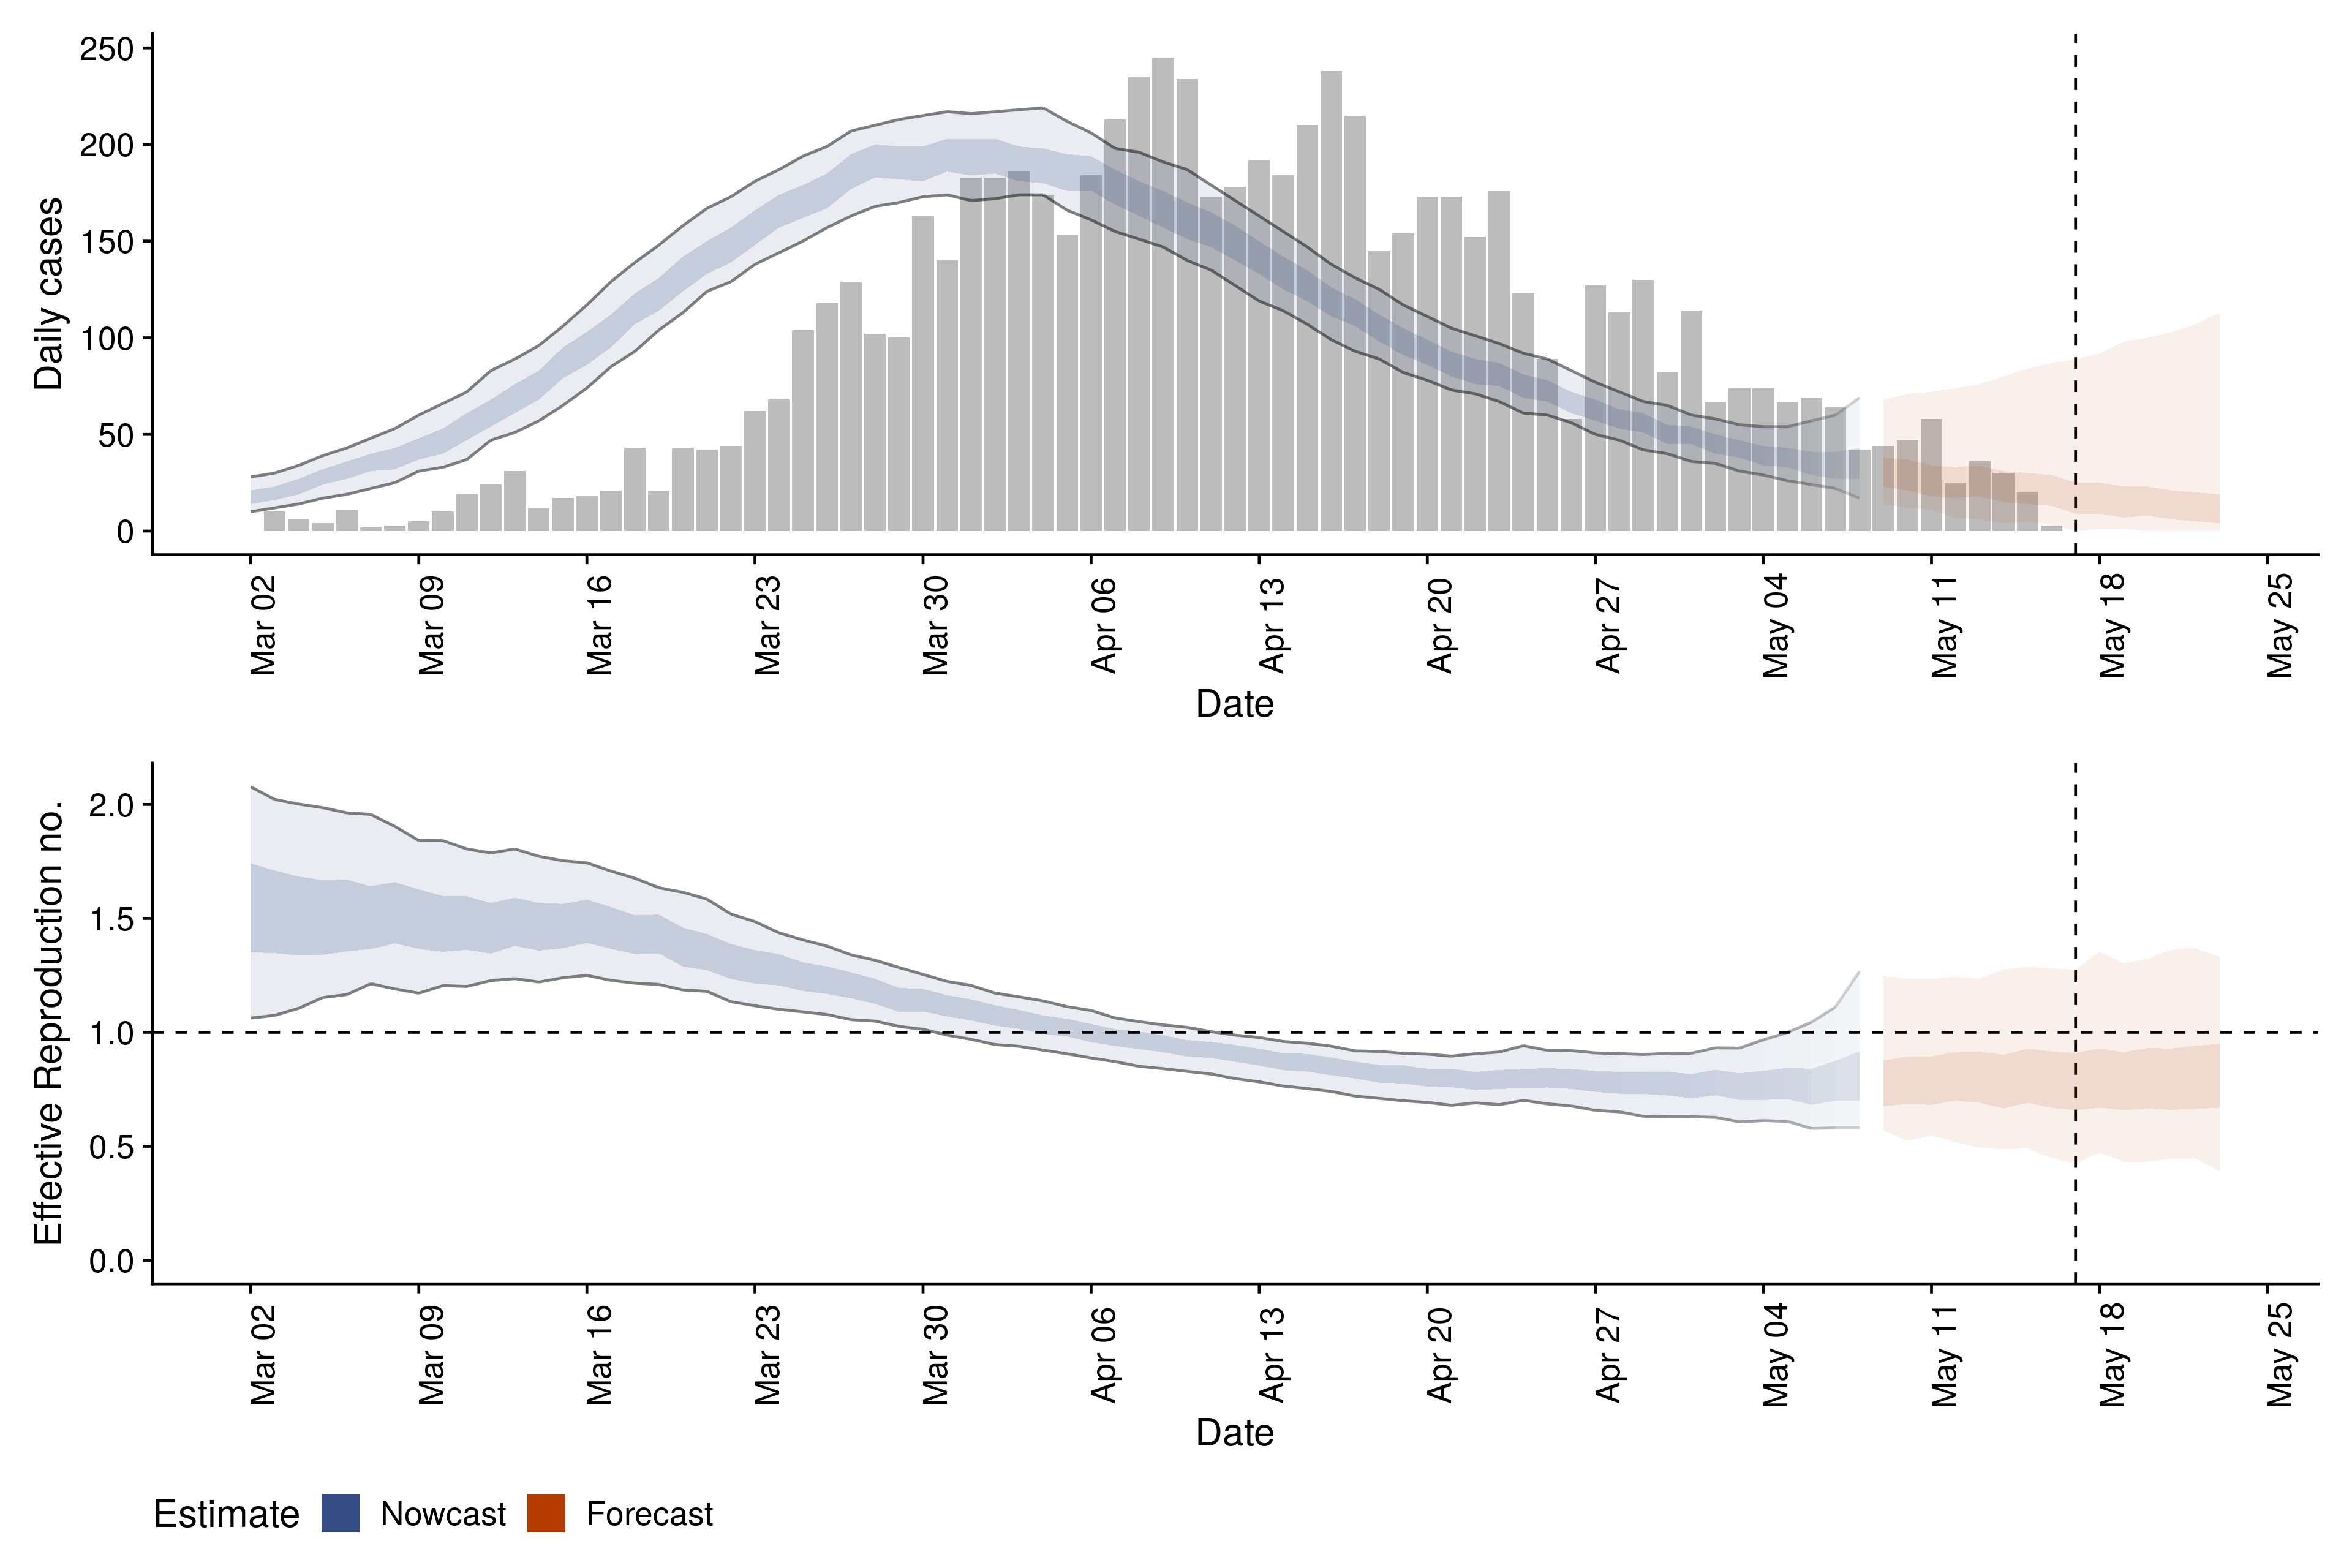 Daily cases
250
200
150
100
50
0
Mar 02
Mar 09
Mar 16
Mar 23
Mar 30
Apr 06
Apr 13
Apr 20
Apr 27
May 04
May 11
May 18
May 25
Date
Effective Reproduction no.
2.0
1.5
1.0
0.5
0.0
Mar 02
Mar 09
Mar 16
Mar 23
Mar 30
Apr 06
Apr 13
Apr 20
Apr 27
May 04
May 11
May 18
May 25
Date
Estimate Nowcast Forecast